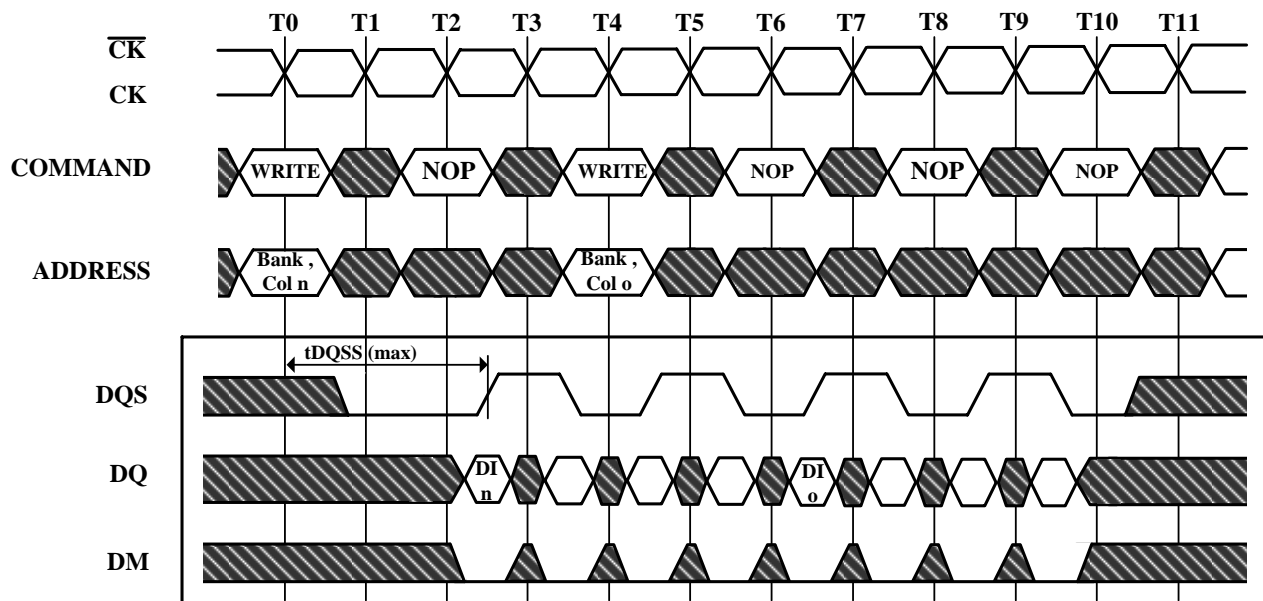 T0 T1 T2 T3 T4 T5 T6 T7 T8 T9 T10 T11
CK
CK
COMMAND WRITE NOP WRITE NOP NOP NOP
ADDRESS Bank , Col n Bank , Col o
tDQSS (max)
DQS
DQ DI n DI o
DM